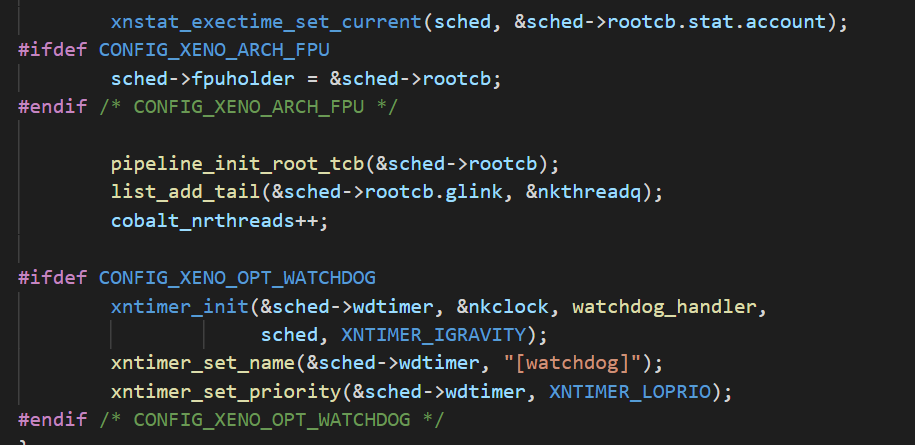 xnstat_exectime_set_current(sched, &sched->rootcb.stat.account);
#ifdef CONFIG_XENO_ARCH_FPU
sched->fpuholder = &sched->rootcb;
#endif /* CONFIG_XENO_ARCH_FPU */
pipeline_init_root_tcb(&sched->rootcb);
list_add_tail(&sched->rootcb.glink, &nkthreadq);
cobalt_nrthreads++;
#ifdef CONFIG_XENO_OPT_WATCHDOG
xntimer_init(&sched->wdtimer, &nkclock, watchdog_handler,
sched, XNTIMER_IGRAVITY);
xntimer_set_name(&sched->wdtimer, "[watchdog]");
xntimer_set_priority(&sched->wdtimer, XNTIMER_LOPRIO);
#endif /* CONFIG_XENO_OPT_WATCHDOG */